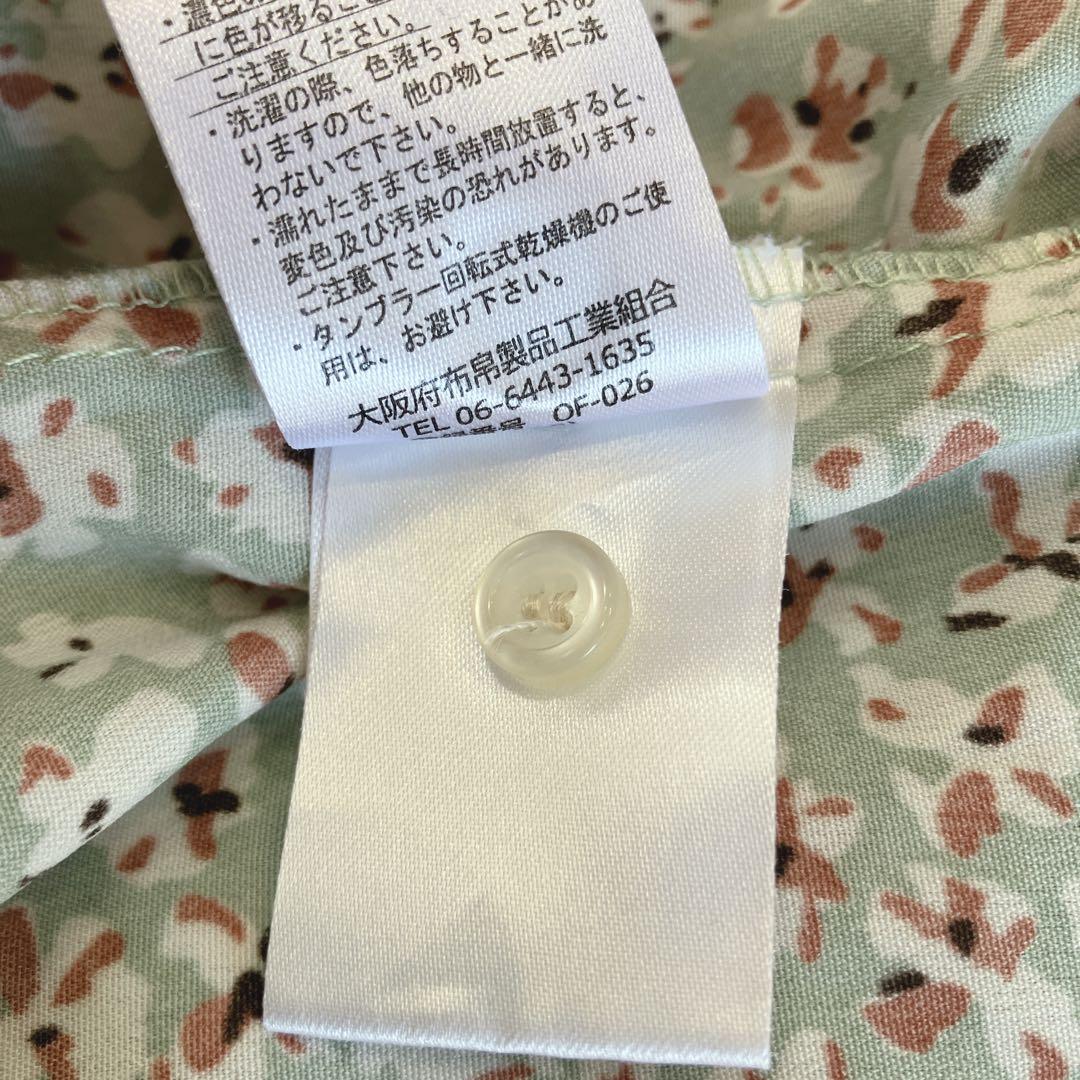 ・濃色の
に色が移るこ
ご注意ください。
・洗濯の際、色落ちすることがあ
りますので、他の物と一緒に洗
わないで下さい。
・濡れたままで長時間放置すると、
変色及び汚染の恐れがあります。
ご注意下さい。
・タンブラー回転式乾燥機のご使
用は、お避け下さい。
大阪府布帛製品工業組合
TEL 06-6443-1635
OF-026